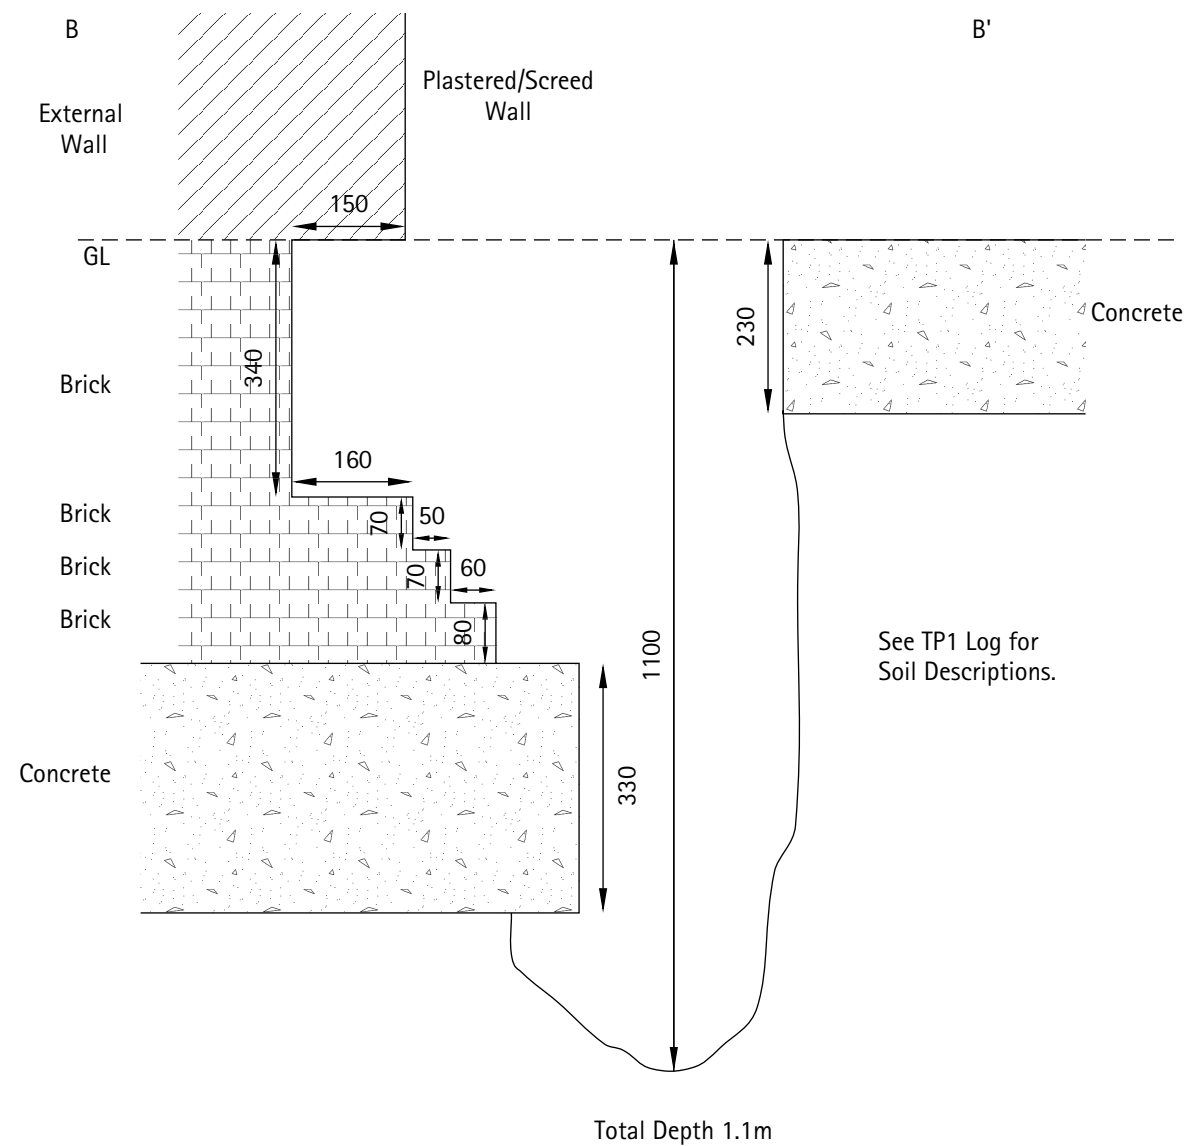 B
B'
Plastered/Screed
Wall
External
Wall
150
GL
340
230
Concrete
Brick
160
Brick
70
50
Brick
70
60
Brick
80
1100
See TP1 Log for
Soil Descriptions.
Concrete
330
Total Depth 1.1m